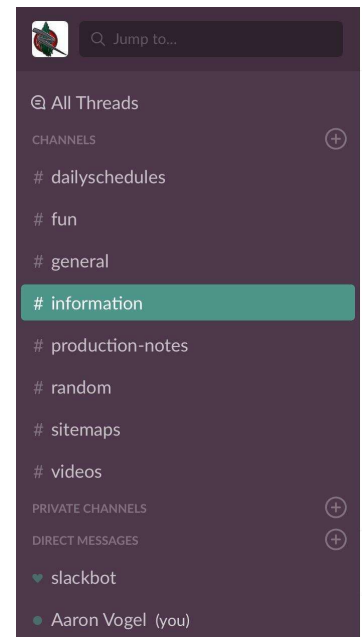 Jump to...
All Threads
CHANNELS
# dailyschedules
# fun
# general
# information
# production-notes
# random
# sitemaps
# videos
PRIVATE CHANNELS
DIRECT MESSAGES
slackbot
Aaron Vogel (you)